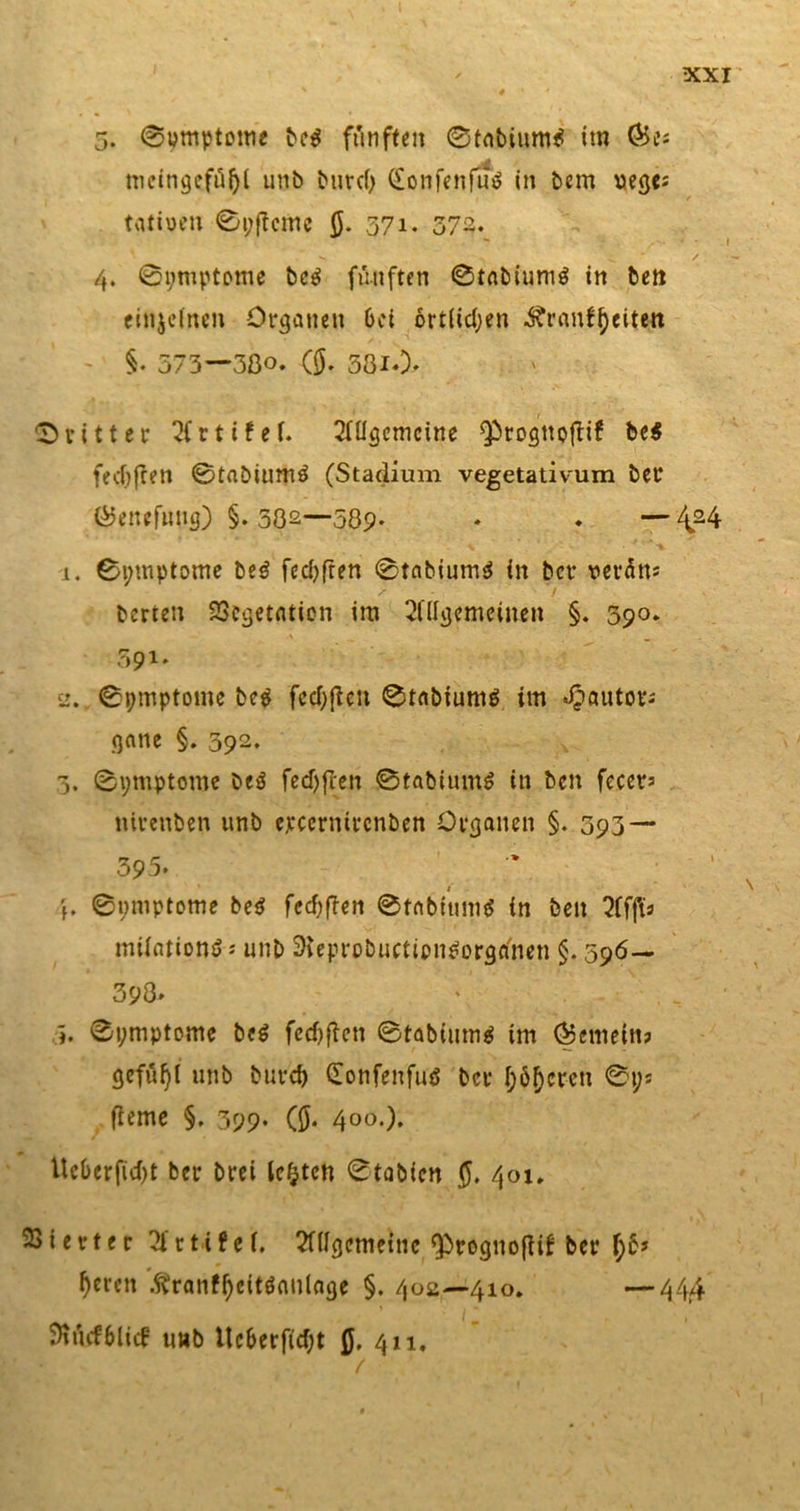 XXI
3. Symptome des fünften Stadiums im Ge-
meingefühl und durch Consensus in dem vege-
tativen Systeme §. 371. 372.
4. Symptome des fünften Stadiums in den
einzelnen Organen bei örtlichen Krankheiten
§. 373—380. (§. 381.).
Dritter Artikel. Allgemeine Prognostik des
sechsten Stadiums (Stadium vegetativum der
Genesung) §. 382—389. . . — 424
1. Symptome des sechsten Stadiums in der verän-
derten Vegetation im Allgemeinen §. 390.
391.
2. Symptome des sechsten Stadiums im Hautor-
gane §. 392.
3. Symptome des sechsten Stadiums in den secer-
nirenden und excernirenden Organen §. 393—
395.
4. Symptome des sechsten Stadiums in den Assi-
milations- und Reproductionsorganen §. 396—
398.
5. Symptome des sechsten Stadiums im Gemein-
gefühl und durch Consensus der höheren Sy-
steme §. 399. (§. 400.).
Uebersicht der drei letzten Stadien §. 401.
Vierter Artikel. Allgemeine Prognostik der hö-
heren Krankheitsanlage §. 402—410. — 444
Rückblick und Uebersicht §. 411.